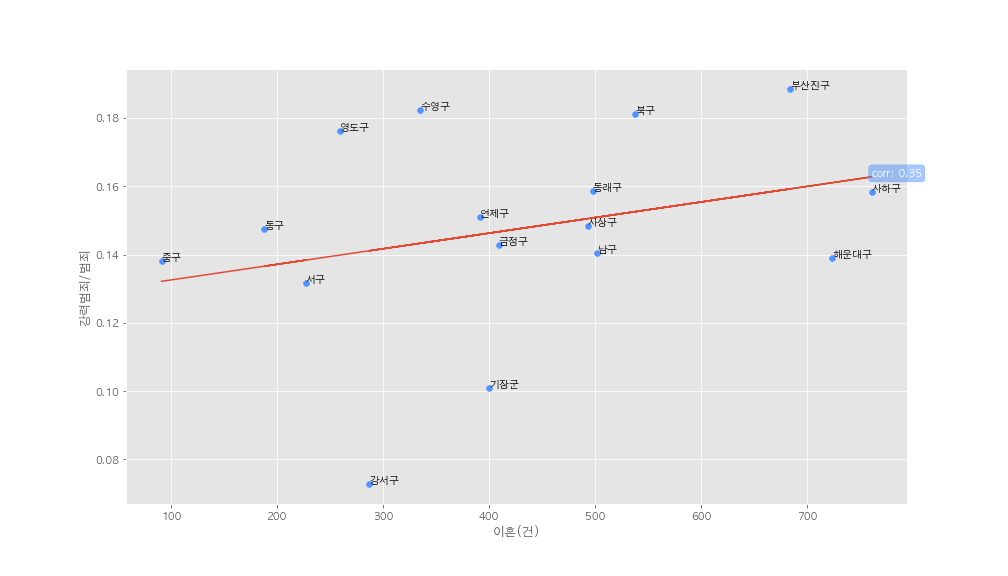 강력범죄/범죄
0.18
0.16
0.14
0.12
0.10
0.08
부산진구
수영구
북구
영도구
corr: 0.35
동래구
사하구
연제구
사상구
동구
금정구
남구
중구
해운대구
서구
기장군
강서구
100
200
300
400
500
600
700
이혼(건)